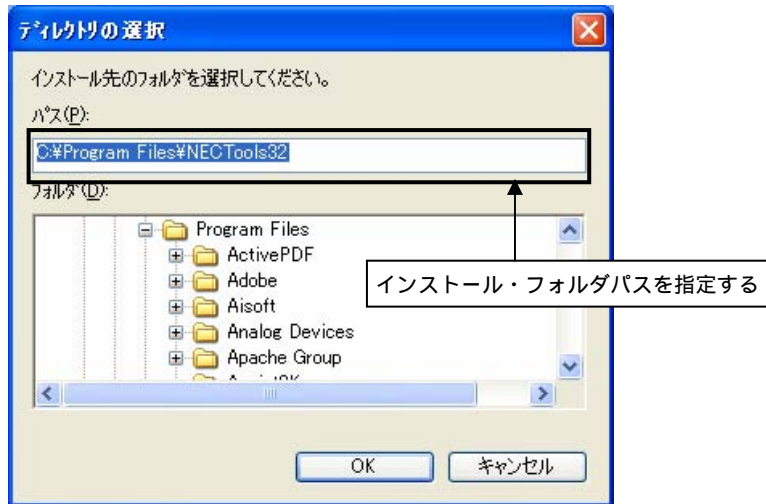 ディレクトリの選択
インストール先のフォルダを選択してください。
パス(P):
C:¥Program Files¥NECTools32
フォルダ(D):
Program Files
ActivePDF
Adobe
Aisoft
Analog Devices
Apache Group
インストール・フォルダパスを指定する
OK
キャンセル